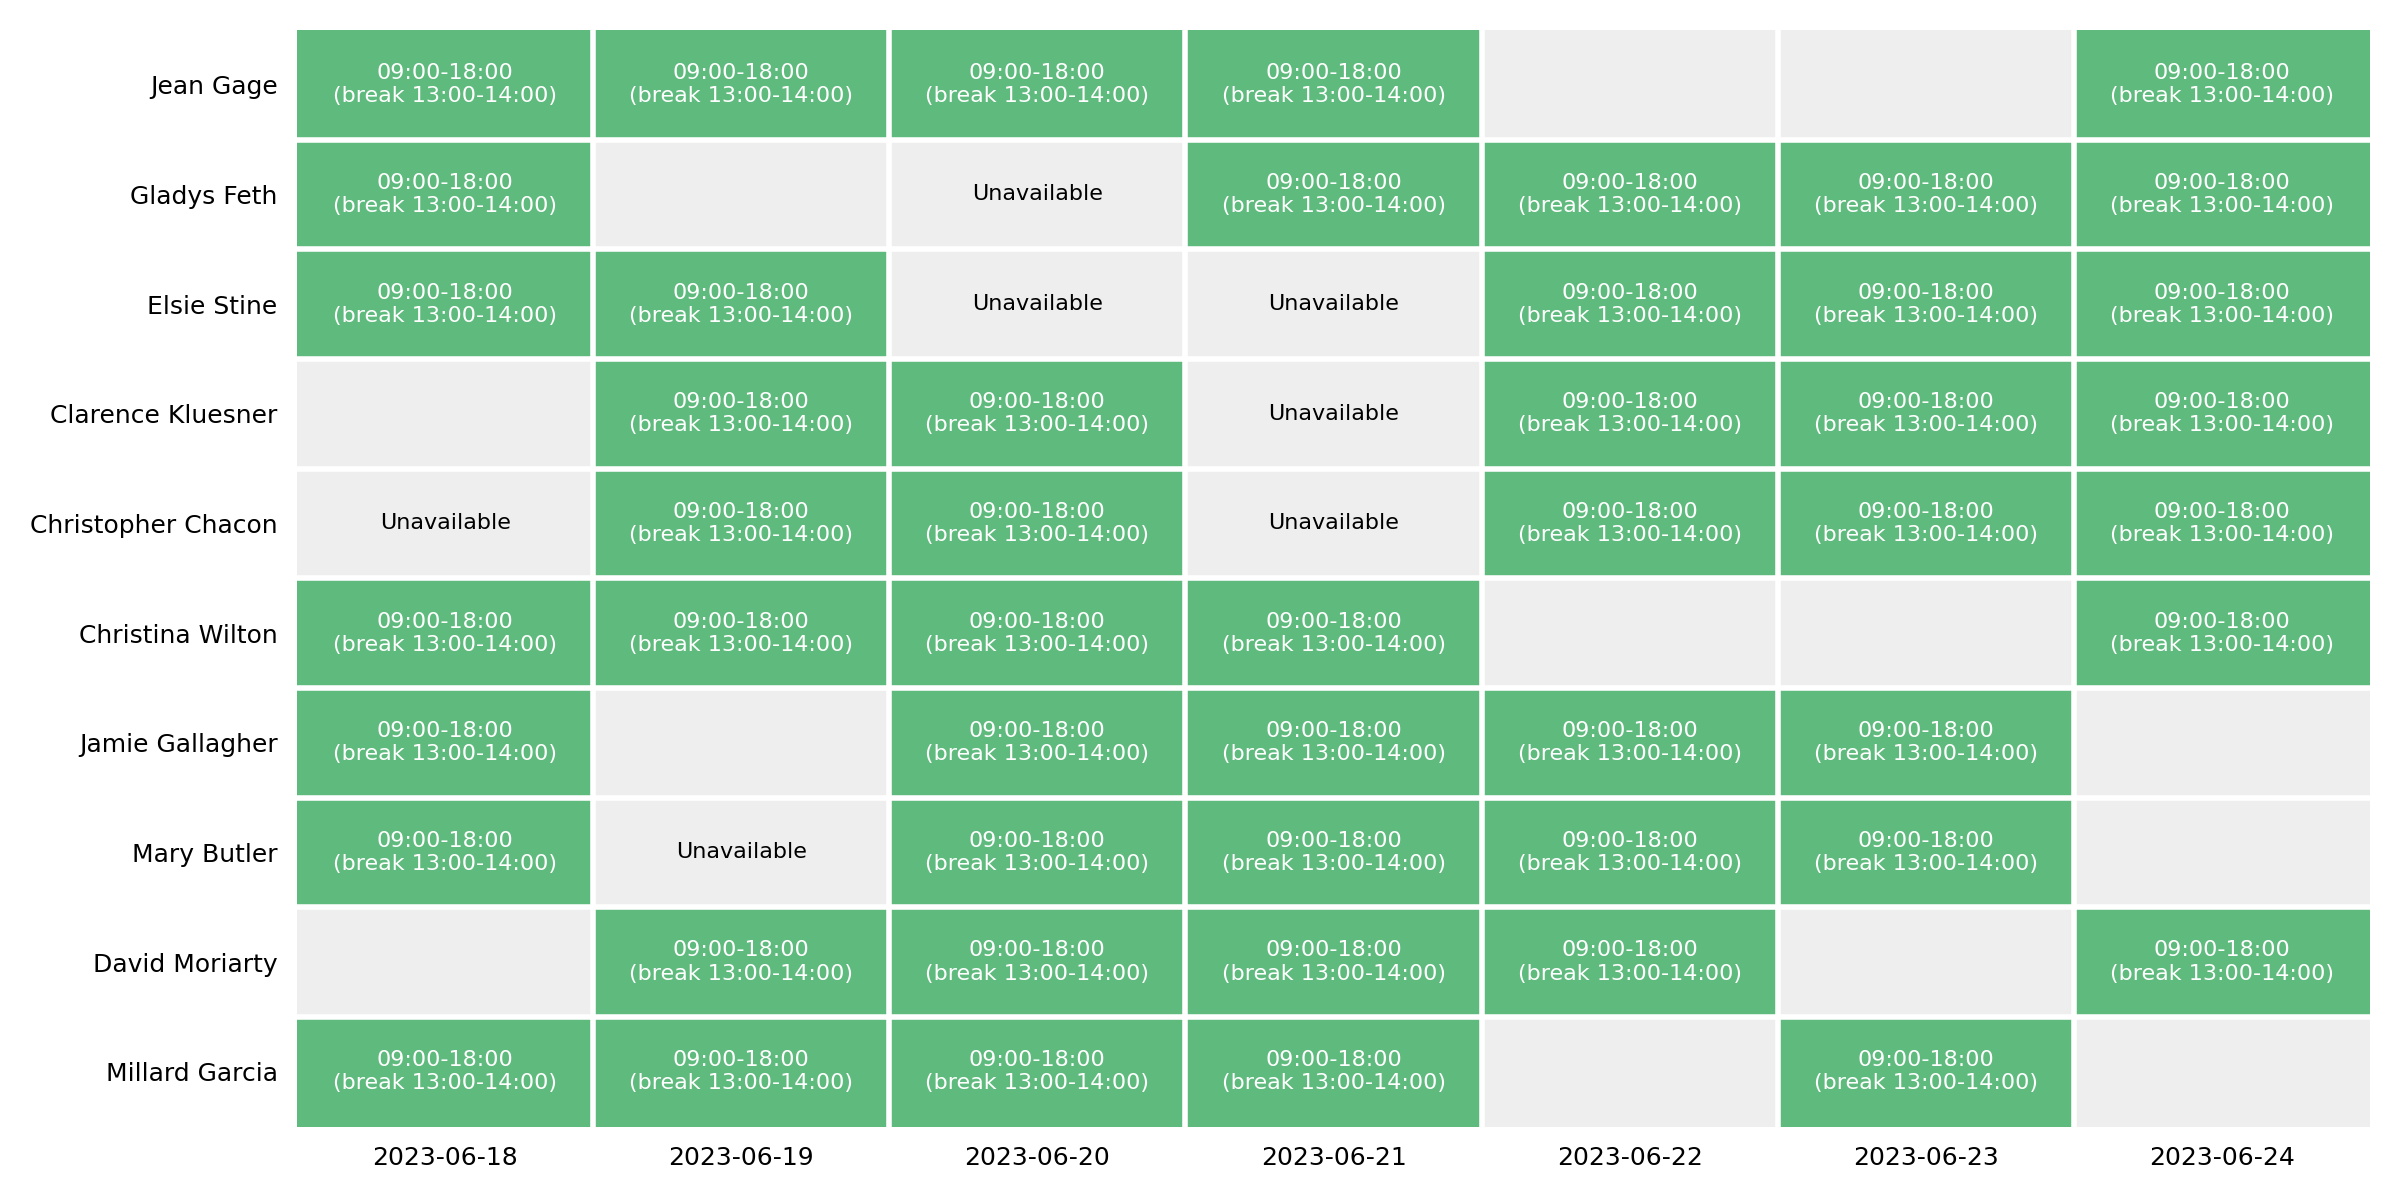 Jean Gage
09:00-18:00
(break 13:00-14:00)
09:00-18:00
(break 13:00-14:00)
09:00-18:00
(break 13:00-14:00)
09:00-18:00
(break 13:00-14:00)
09:00-18:00
(break 13:00-14:00)
Gladys Feth
09:00-18:00
(break 13:00-14:00)
Unavailable
09:00-18:00
(break 13:00-14:00)
09:00-18:00
(break 13:00-14:00)
09:00-18:00
(break 13:00-14:00)
09:00-18:00
(break 13:00-14:00)
Elsie Stine
09:00-18:00
(break 13:00-14:00)
09:00-18:00
(break 13:00-14:00)
Unavailable
Unavailable
09:00-18:00
(break 13:00-14:00)
09:00-18:00
(break 13:00-14:00)
09:00-18:00
(break 13:00-14:00)
Clarence Kluesner
09:00-18:00
(break 13:00-14:00)
09:00-18:00
(break 13:00-14:00)
Unavailable
09:00-18:00
(break 13:00-14:00)
09:00-18:00
(break 13:00-14:00)
09:00-18:00
(break 13:00-14:00)
Christopher Chacon
Unavailable
09:00-18:00
(break 13:00-14:00)
09:00-18:00
(break 13:00-14:00)
Unavailable
09:00-18:00
(break 13:00-14:00)
09:00-18:00
(break 13:00-14:00)
09:00-18:00
(break 13:00-14:00)
Christina Wilton
09:00-18:00
(break 13:00-14:00)
09:00-18:00
(break 13:00-14:00)
09:00-18:00
(break 13:00-14:00)
09:00-18:00
(break 13:00-14:00)
09:00-18:00
(break 13:00-14:00)
Jamie Gallagher
09:00-18:00
(break 13:00-14:00)
09:00-18:00
(break 13:00-14:00)
09:00-18:00
(break 13:00-14:00)
09:00-18:00
(break 13:00-14:00)
09:00-18:00
(break 13:00-14:00)
Mary Butler
09:00-18:00
(break 13:00-14:00)
Unavailable
09:00-18:00
(break 13:00-14:00)
09:00-18:00
(break 13:00-14:00)
09:00-18:00
(break 13:00-14:00)
09:00-18:00
(break 13:00-14:00)
David Moriarty
09:00-18:00
(break 13:00-14:00)
09:00-18:00
(break 13:00-14:00)
09:00-18:00
(break 13:00-14:00)
09:00-18:00
(break 13:00-14:00)
09:00-18:00
(break 13:00-14:00)
Millard Garcia
09:00-18:00
(break 13:00-14:00)
09:00-18:00
(break 13:00-14:00)
09:00-18:00
(break 13:00-14:00)
09:00-18:00
(break 13:00-14:00)
09:00-18:00
(break 13:00-14:00)
2023-06-18
2023-06-19
2023-06-20
2023-06-21
2023-06-22
2023-06-23
2023-06-24